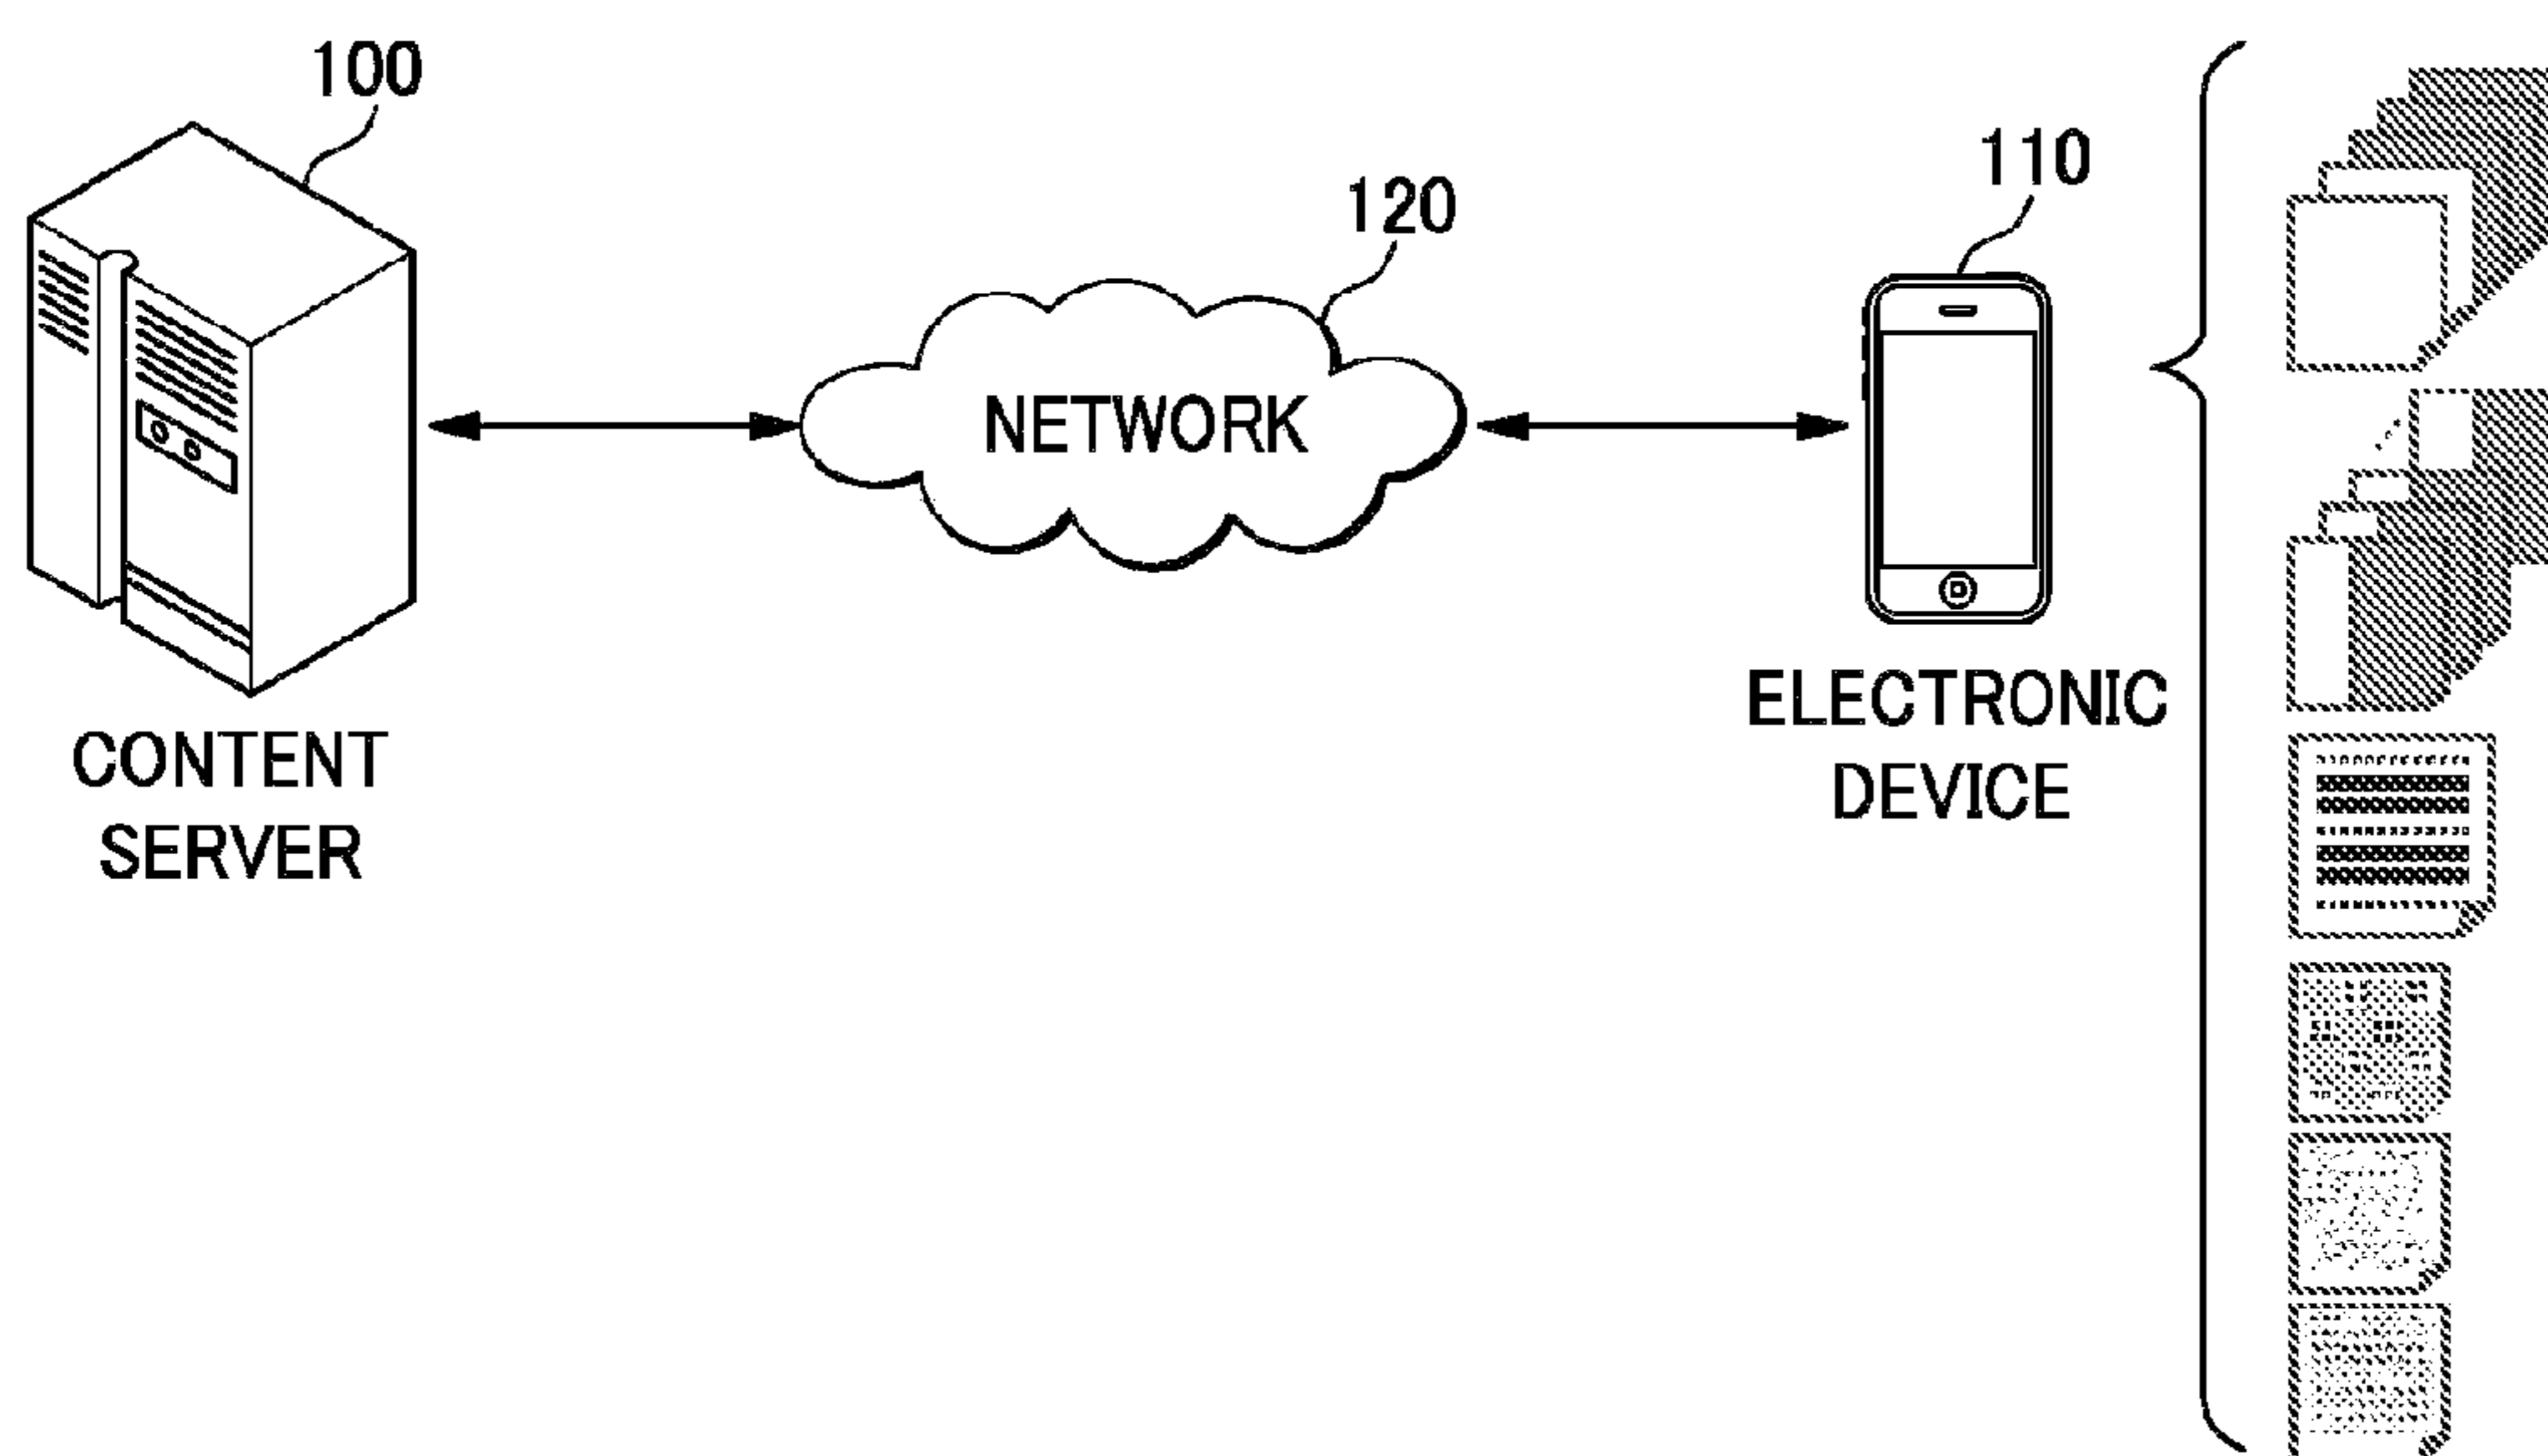 100
120
110
NETWORK
CONTENT
SERVER
ELECTRONIC
DEVICE